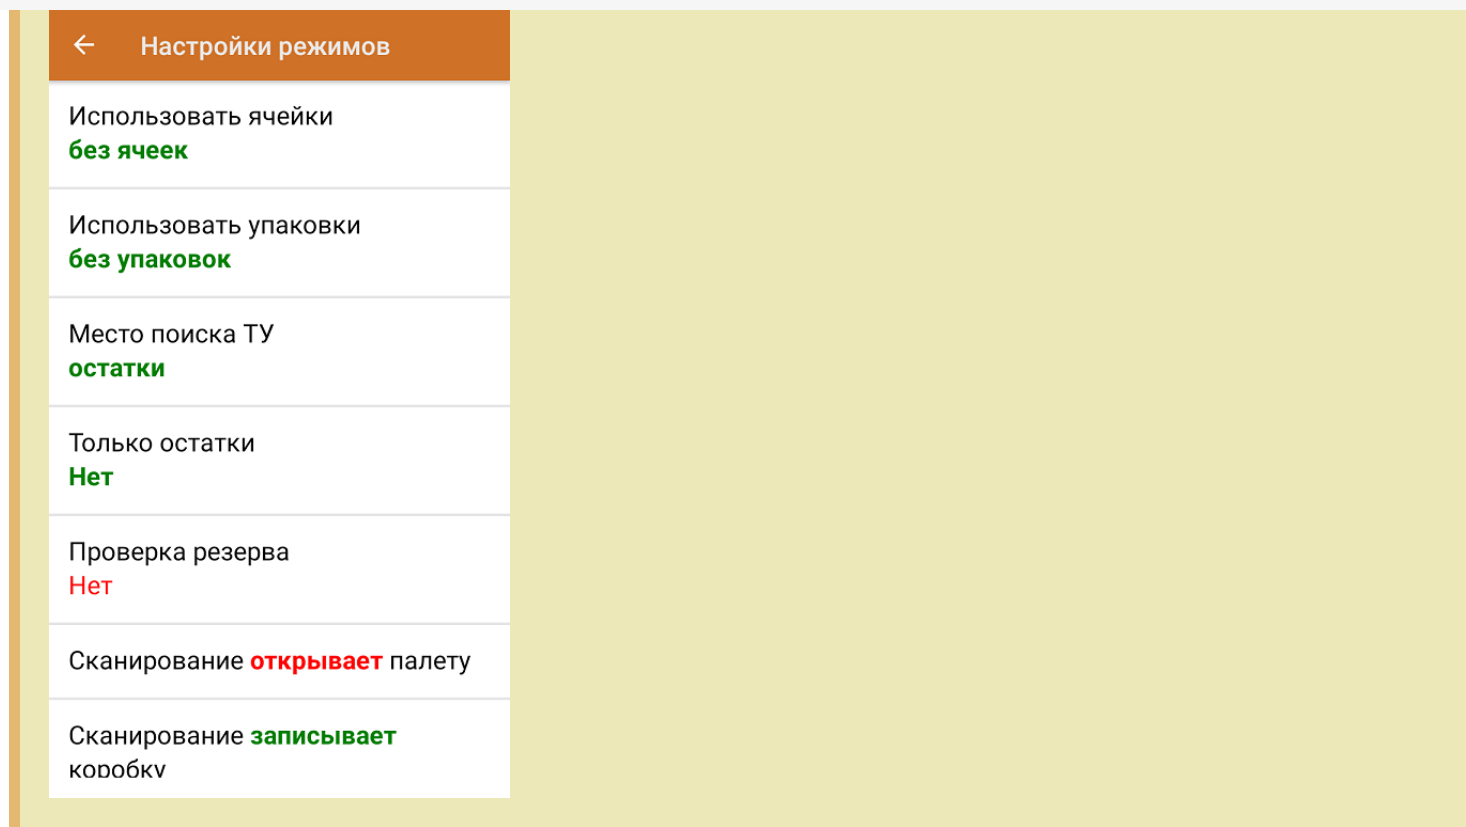 Настройки режимов
Использовать ячейки
без ячеек
Использовать упаковки
без упаковок
Место поиска ТУ
остатки
Только остатки
Нет
Проверка резерва
Нет
Сканирование открывает палету
Сканирование записывает
коробку